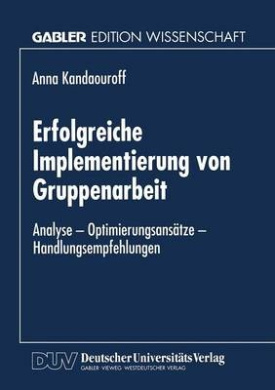 GABLER EDITION WISSENSCHAFT
Anna Kandaouroff
Erfolgreiche
Implementierung von
Gruppenarbeit
Analyse – Optimierungsansätze –
Handlungsempfehlungen
DUV Deutscher Universitäts Verlag
GABLER · VIEWEG · WESTDEUTSCHER VERLAG